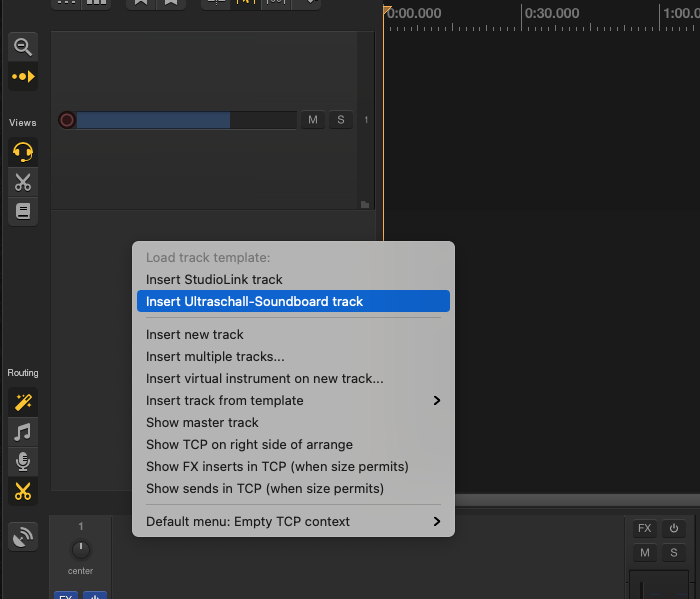 0:00.000
0:30.000
1:00.0
Views
M
S
1
Load track template:
Insert StudioLink track
Insert Ultraschall-Soundboard track
Insert new track
Insert multiple tracks...
Insert virtual instrument on new track...
Insert track from template
Show master track
Show TCP on right side of arrange
Show FX inserts in TCP (when size permits)
Show sends in TCP (when size permits)
Default menu: Empty TCP context
Routing
1
center
FX
FX
M
S